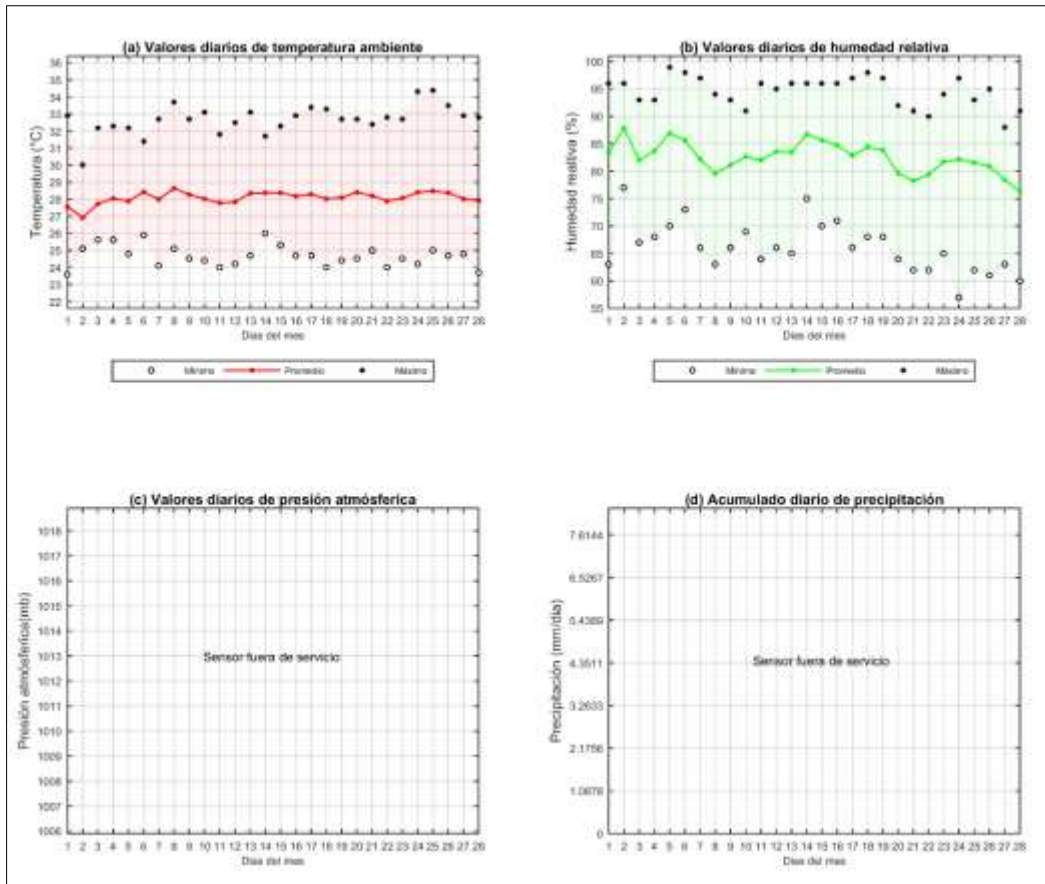 (a) Valores diarios de temperatura ambiente
Temperatura (°C)
36
35
34
33
32
31
30
29
28
27
26
25
24
23
22
1 2 3 4 5 6 7 8 9 10 11 12 13 14 15 16 17 18 19 20 21 22 23 24 25 26 27 28
Dias del mes
Minimo Promedio Máximo
(b) Valores diarios de humedad relativa
Humedad realtiva (%)
100
95
90
85
80
75
70
65
60
55
1 2 3 4 5 6 7 8 9 10 11 12 13 14 15 16 17 18 19 20 21 22 23 24 25 26 27 28
Dias del mes
Minimo Promedio Máximo
(c) Valores diarios de presión atmósferica
Presión atmósferica(mb)
1018
1017
1016
1015
1014
1013
1012
1011
1010
1009
1008
1007
1006
Sensor fuera de servicio
1 2 3 4 5 6 7 8 9 10 11 12 13 14 15 16 17 18 19 20 21 22 23 24 25 26 27 28
Dias del mes
(d) Acumulado diario de precipitación
Precipitación (mm/día)
7.6144
6.5267
5.4389
4.3511
3.2633
2.1756
1.0878
0
Sensor fuera de servicio
1 2 3 4 5 6 7 8 9 10 11 12 13 14 15 16 17 18 19 20 21 22 23 24 25 26 27 28
Dias del mes